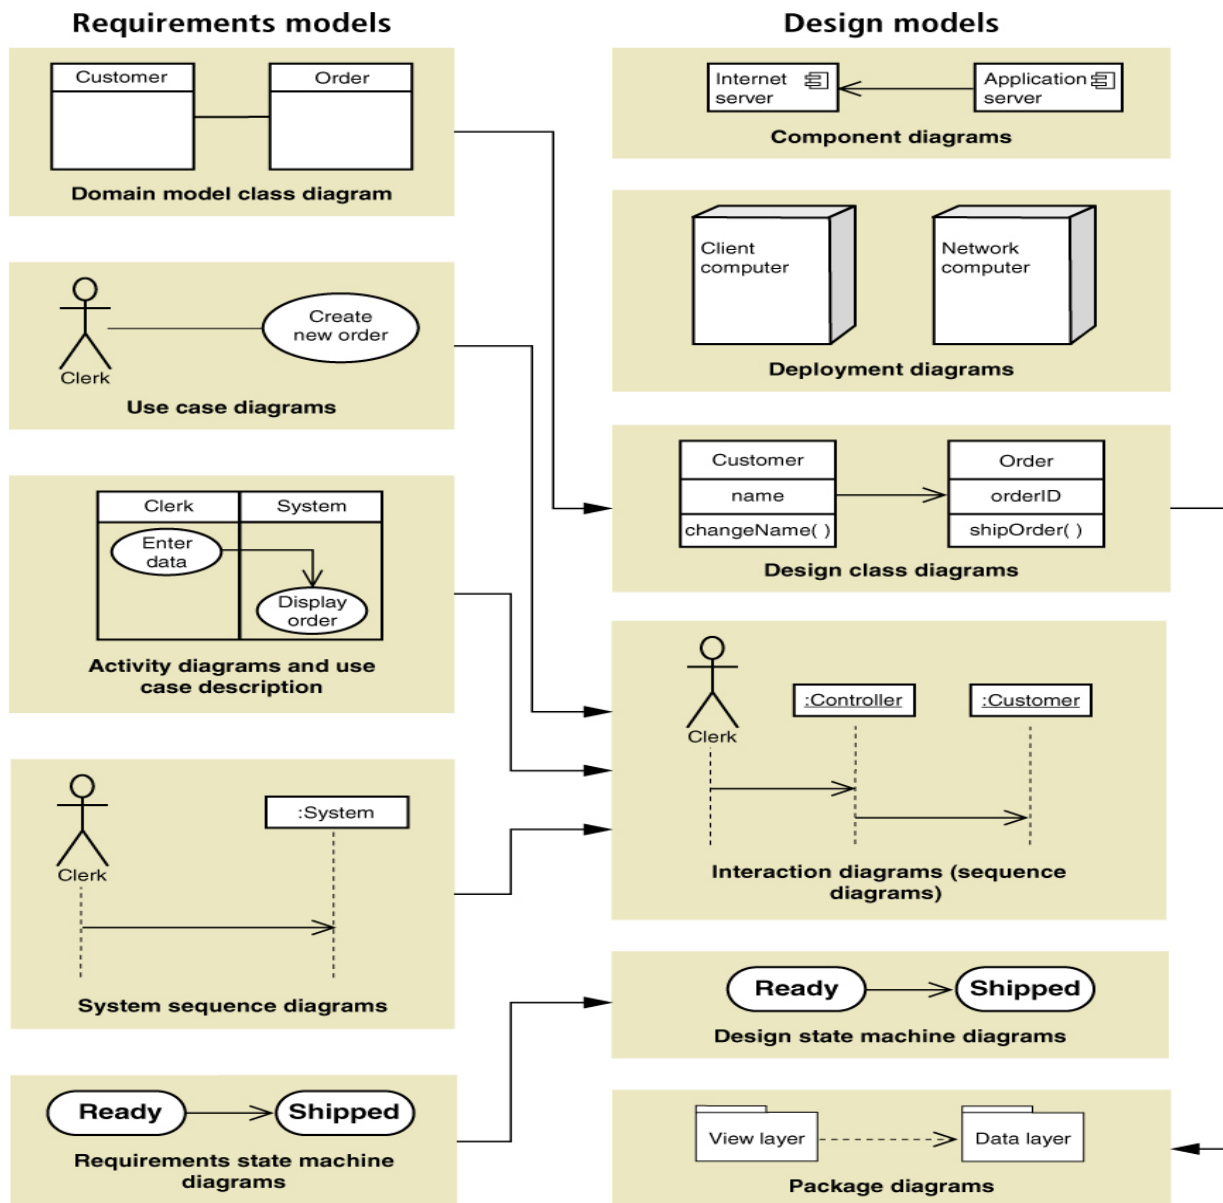 Requirements models
Customer
Order
Domain model class diagram
Clerk
Create
new order
Use case diagrams
Clerk
System
Enter
data
Display
order
Activity diagrams and use
case description
Clerk
:System
System sequence diagrams
Ready
Shipped
Requirements state machine
diagrams
Design models
Internet
server
Application
server
Component diagrams
Client
computer
Network
computer
Deployment diagrams
Customer
name
changeName( )
Order
orderID
shipOrder( )
Design class diagrams
Clerk
:Controller
:Customer
Interaction diagrams (sequence
diagrams)
Ready
Shipped
Design state machine diagrams
View layer
Data layer
Package diagrams